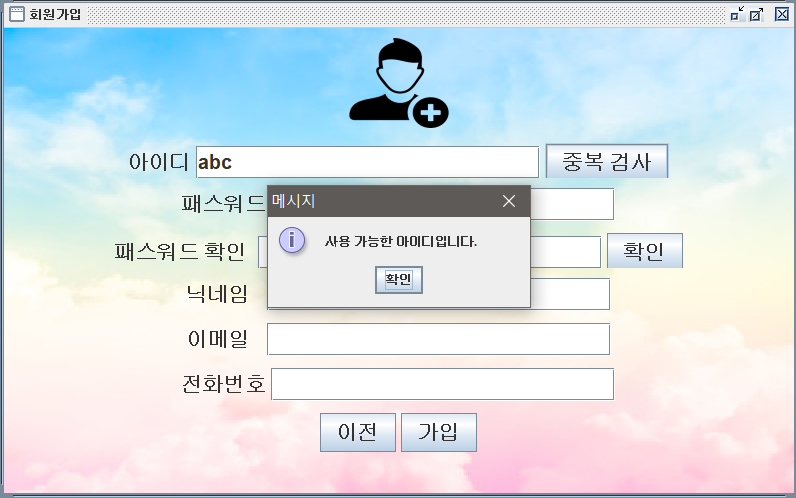 회원가입
아이디 abc 중복 검사
패스워드
메시지
사용 가능한 아이디입니다.
확인
패스워드 확인 확인
닉네임
이메일
전화번호
이전 가입